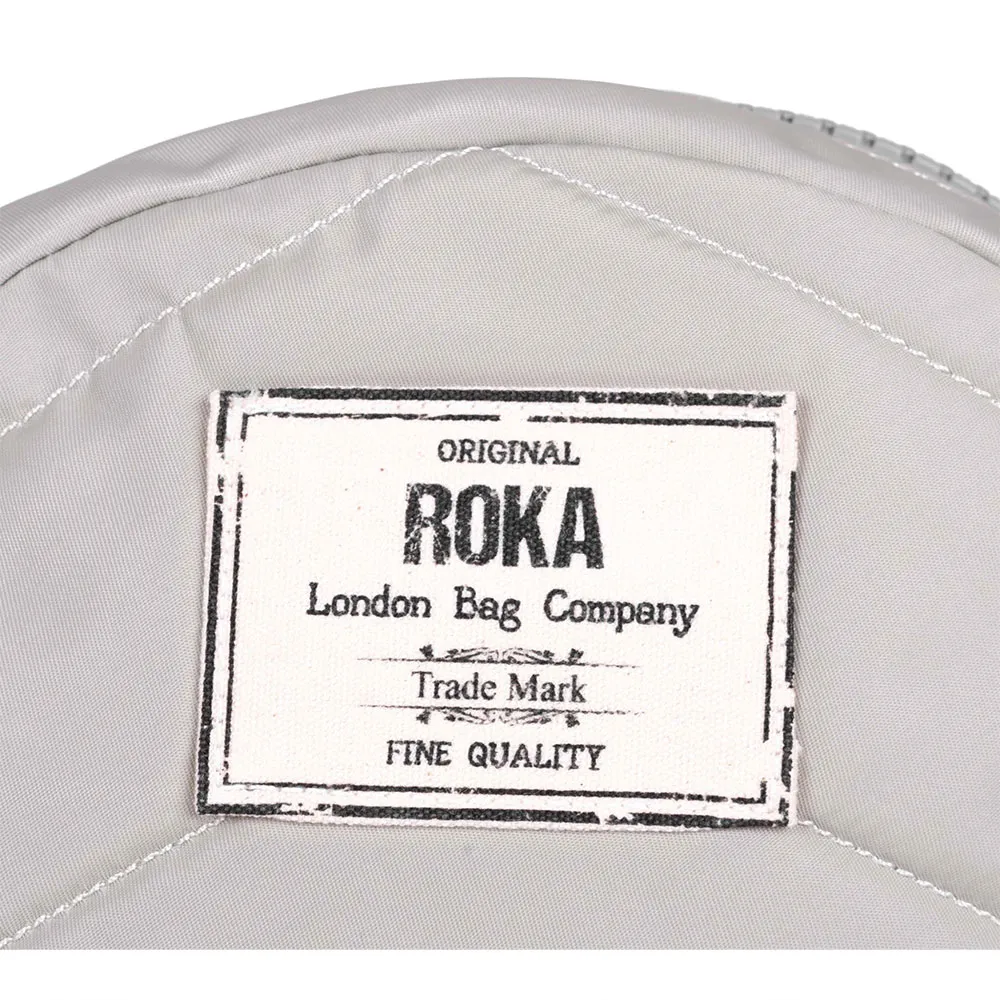 ORIGINAL
ROKA
London Bag Company
Trade Mark
FINE QUALITY